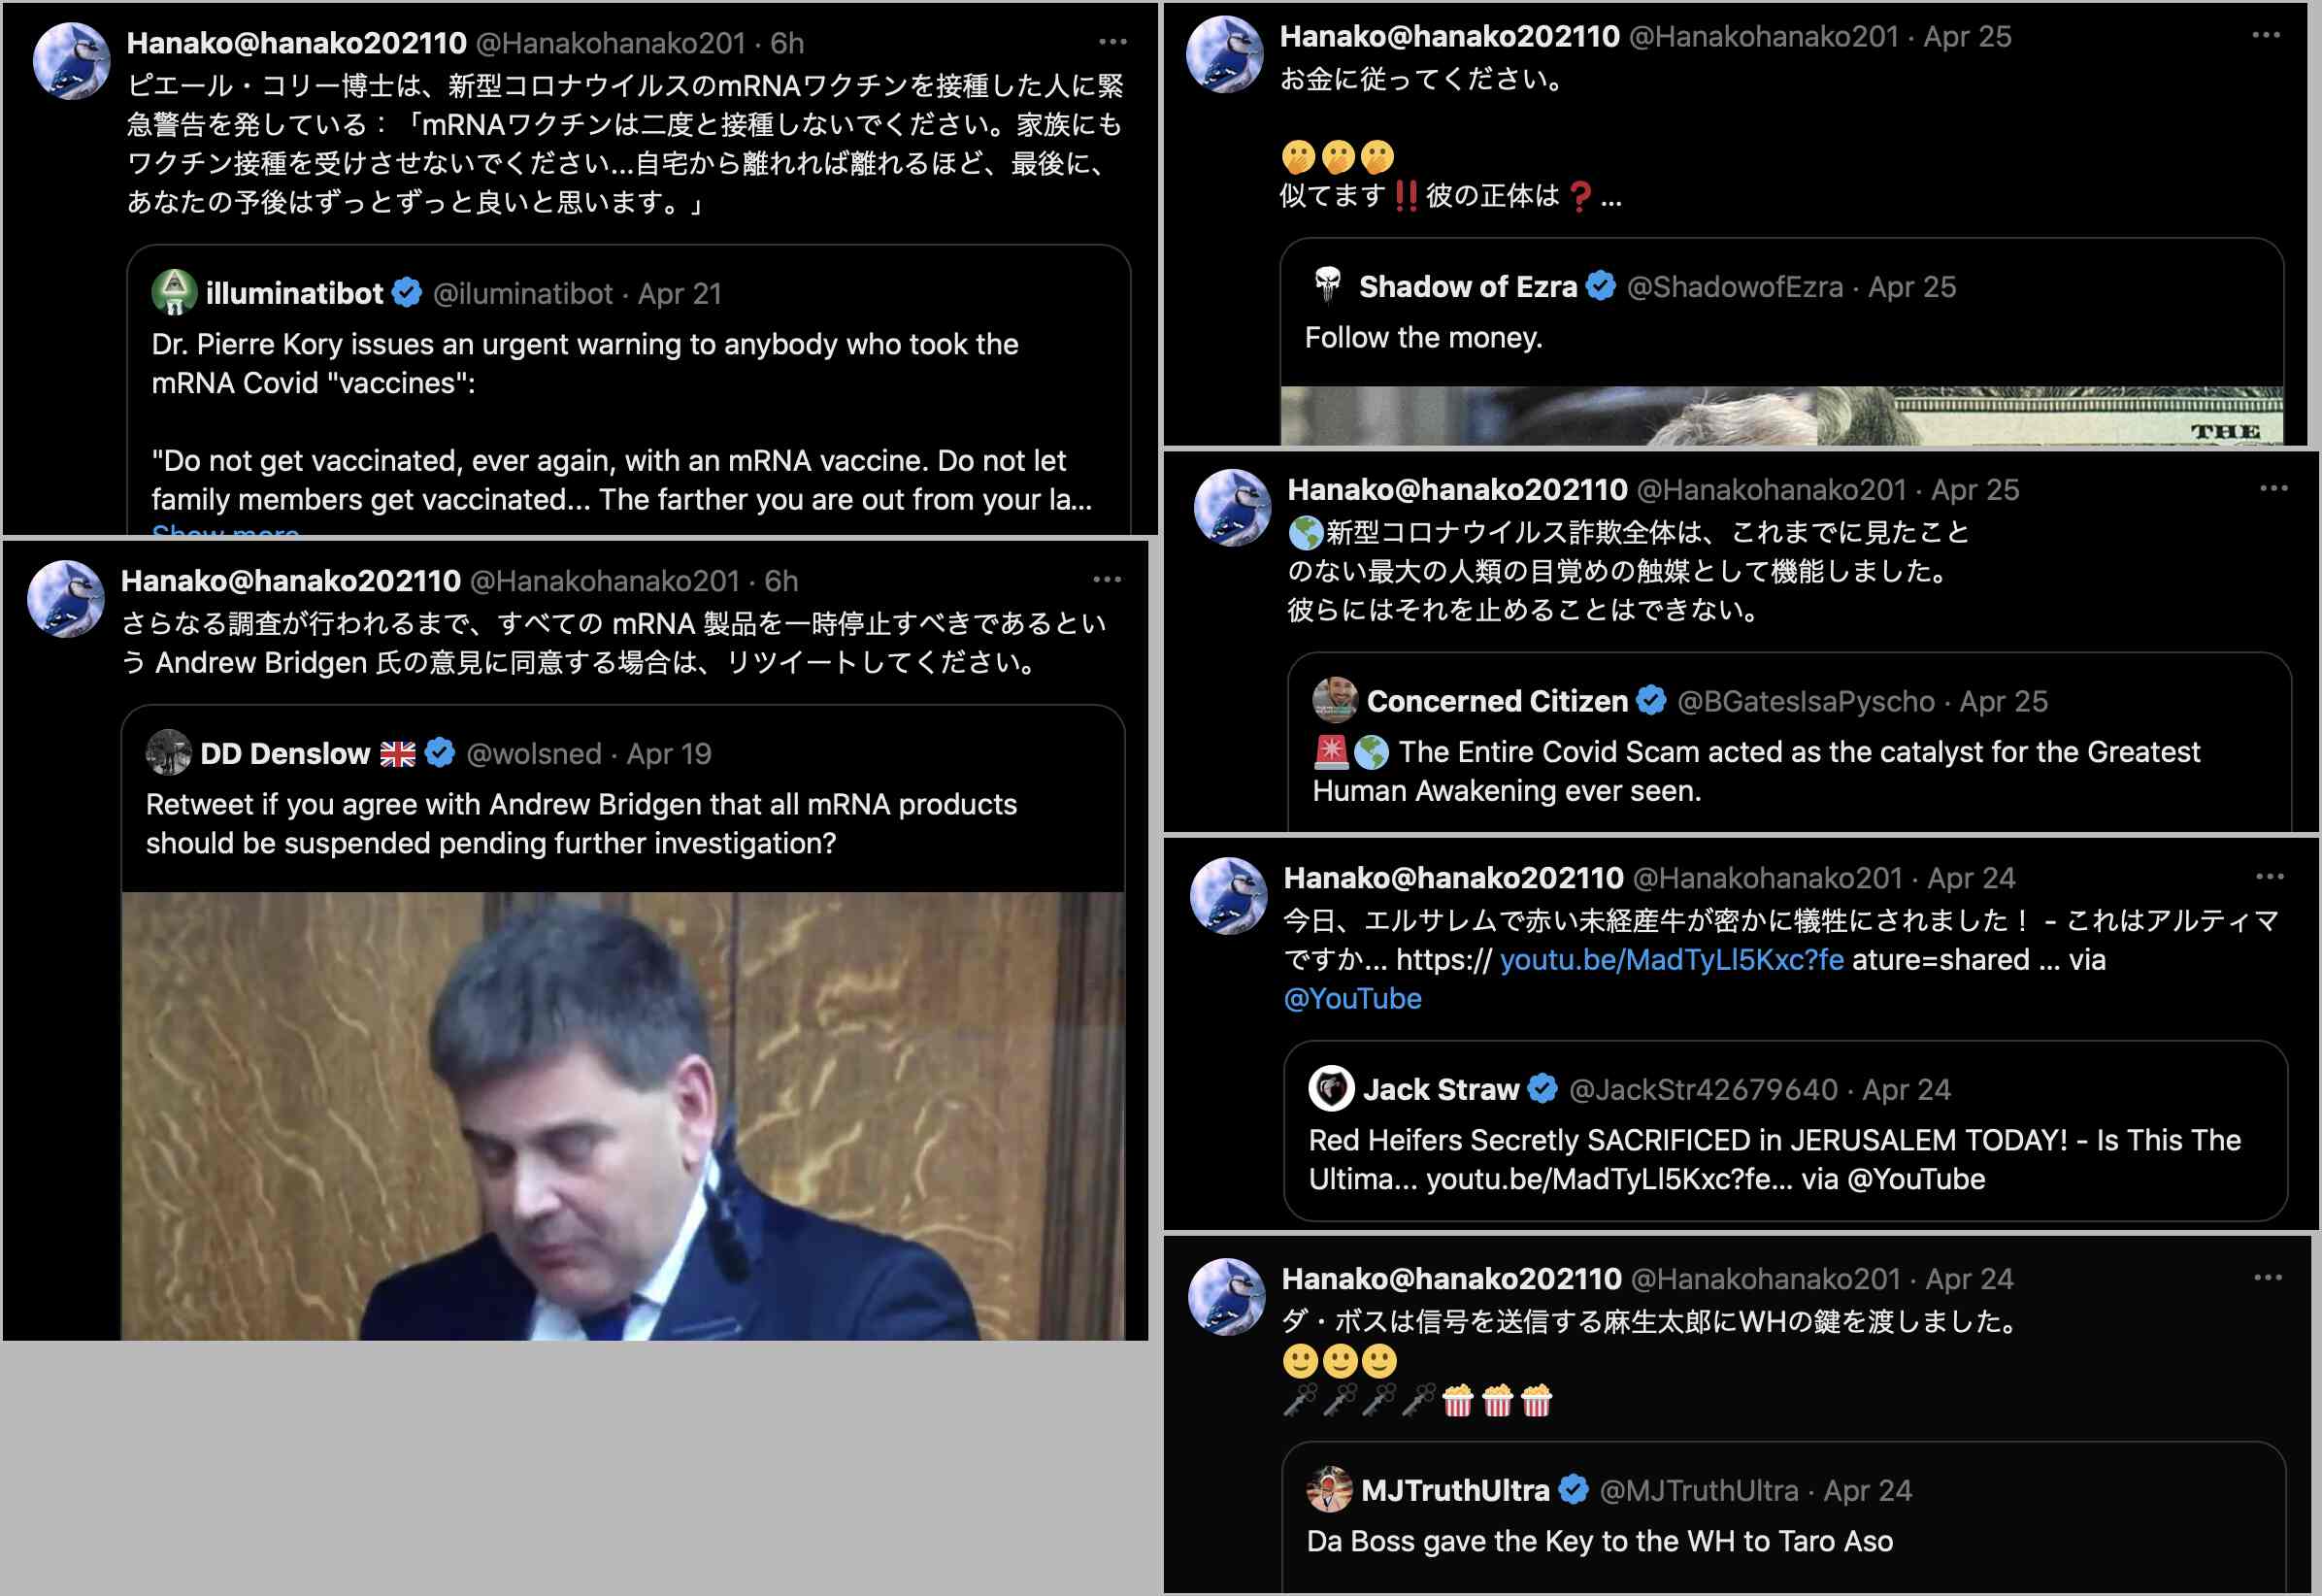 Hanako@hanako202110 @Hanakohanako201 · 6h
ピエール・コリー博士は、新型コロナウイルスのmRNAワクチンを接種した人に緊
急警告を発している：「mRNAワクチンは二度と接種しないでください。家族にも
ワクチン接種を受けさせないでください...自宅から離れれば離れるほど、最後に、
あなたの予後はずっとずっと良いと思います。」
illuminatibot @iluminatibot · Apr 21
Dr. Pierre Kory issues an urgent warning to anybody who took the
mRNA Covid "vaccines":
"Do not get vaccinated, ever again, with an mRNA vaccine. Do not let
family members get vaccinated... The farther you are out from your la...
Show more
Hanako@hanako202110 @Hanakohanako201 · 6h
さらなる調査が行われるまで、すべての mRNA 製品を一時停止すべきであるとい
う Andrew Bridgen 氏の意見に同意する場合は、リツイートしてください。
DD Denslow 🇬🇧 @wolsned · Apr 19
Retweet if you agree with Andrew Bridgen that all mRNA products
should be suspended pending further investigation?
Hanako@hanako202110 @Hanakohanako201 · Apr 25
お金に従ってください。
🫢🫢🫢
似てます‼️彼の正体は❓...
Shadow of Ezra @ShadowofEzra · Apr 25
Follow the money.
THE
Hanako@hanako202110 @Hanakohanako201 · Apr 25
🌎新型コロナウイルス詐欺全体は、これまでに見たこと
のない最大の人類の目覚めの触媒として機能しました。
彼らにはそれを止めることはできない。
Concerned Citizen @BGatesIsaPyscho · Apr 25
🚨🌎 The Entire Covid Scam acted as the catalyst for the Greatest
Human Awakening ever seen.
Hanako@hanako202110 @Hanakohanako201 · Apr 24
今日、エルサレムで赤い未経産牛が密かに犠牲にされました！ - これはアルティマ
ですか... https:// youtu.be/MadTyLl5Kxc?fe ature=shared ... via
@YouTube
Jack Straw @JackStr42679640 · Apr 24
Red Heifers Secretly SACRIFICED in JERUSALEM TODAY! - Is This The
Ultima... youtu.be/MadTyLl5Kxc?fe... via @YouTube
Hanako@hanako202110 @Hanakohanako201 · Apr 24
ダ・ボスは信号を送信する麻生太郎にWHの鍵を渡しました。
🙂🙂🙂
🗝🗝🗝🗝🍿🍿🍿
MJTruthUltra @MJTruthUltra · Apr 24
Da Boss gave the Key to the WH to Taro Aso